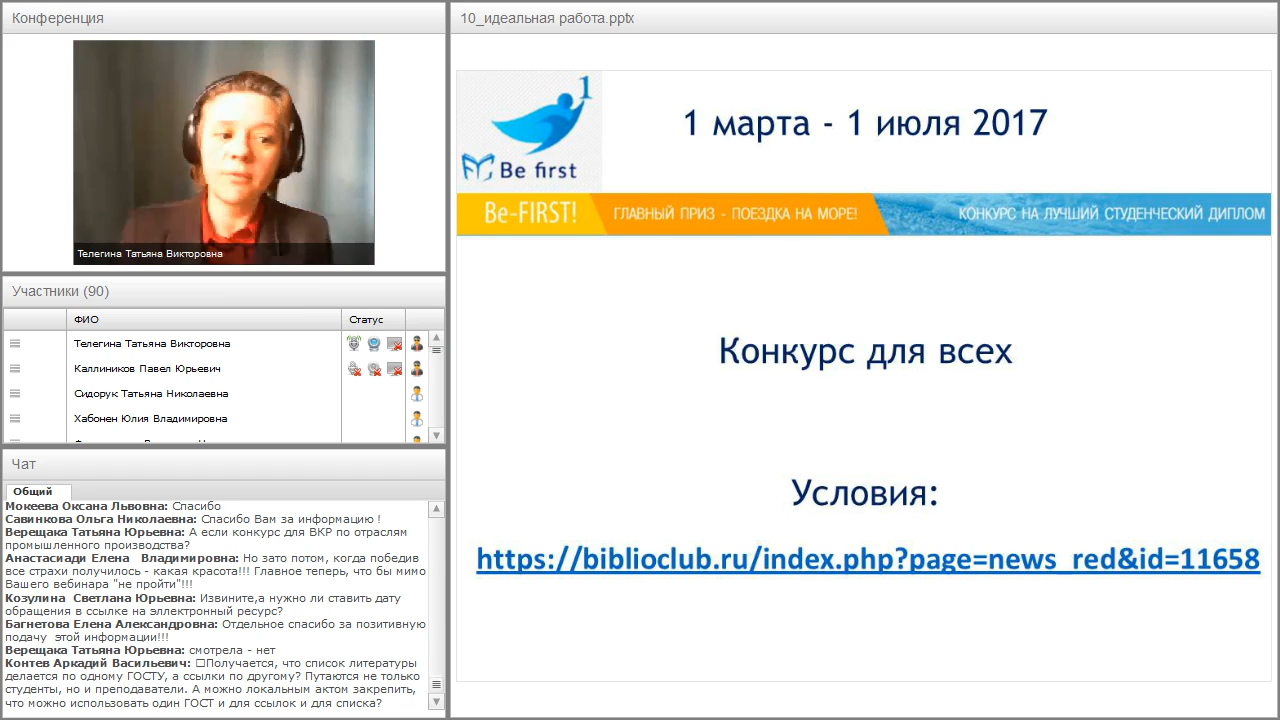 Конференция
Телегина Татьяна Викторовна
Участники (90)
ФИО
Статус
Телегина Татьяна Викторовна
Каллиников Павел Юрьевич
Сидорук Татьяна Николаевна
Хабонен Юлия Владимировна
Чат
Общий
Мокеева Оксана Львовна: Спасибо
Савинкова Ольга Николаевна: Спасибо Вам за информацию !
Верещака Татьяна Юрьевна: А если конкурс для ВКР по отраслям
промышленного производства?
Анастасиади Елена Владимировна: Но зато потом, когда победив
все страхи получилось - какая красота!!! Главное теперь, что бы мимо
Вашего вебинара "не пройти"!!!
Козулина Светлана Юрьевна: Извините,а нужно ли ставить дату
обращения в ссылке на эллектронный ресурс?
Багнетова Елена Александровна: Отдельное спасибо за позитивную
подачу этой информации!!!
Верещака Татьяна Юрьевна: смотрела - нет
Контев Аркадий Васильевич: Получается, что список литературы
делается по одному ГОСТУ, а ссылки по другому? Путаются не только
студенты, но и преподаватели. А можно локальным актом закрепить,
что можно использовать один ГОСТ и для ссылок и для списка?
10_идеальная работа.pptx
1
Be first
1 марта - 1 июля 2017
Be-FIRST!
ГЛАВНЫЙ ПРИЗ - ПОЕЗДКА НА МОРЕ!
КОНКУРС НА ЛУЧШИЙ СТУДЕНЧЕСКИЙ ДИПЛОМ
Конкурс для всех
Условия:
https://biblioclub.ru/index.php?page=news_red&id=11658